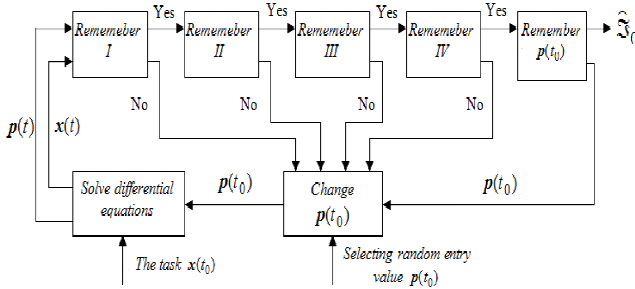 Yes Yes Yes Yes
Rememeber I
Rememeber II
Rememeber III
Rememeber IV
Remember p(t₀)
ℑ̂₀
No No No No
p(t) x(t)
Solve differential equations
p(t₀)
Change p(t₀)
p(t₀)
The task x(t₀)
Selecting random entry
value p(t₀)